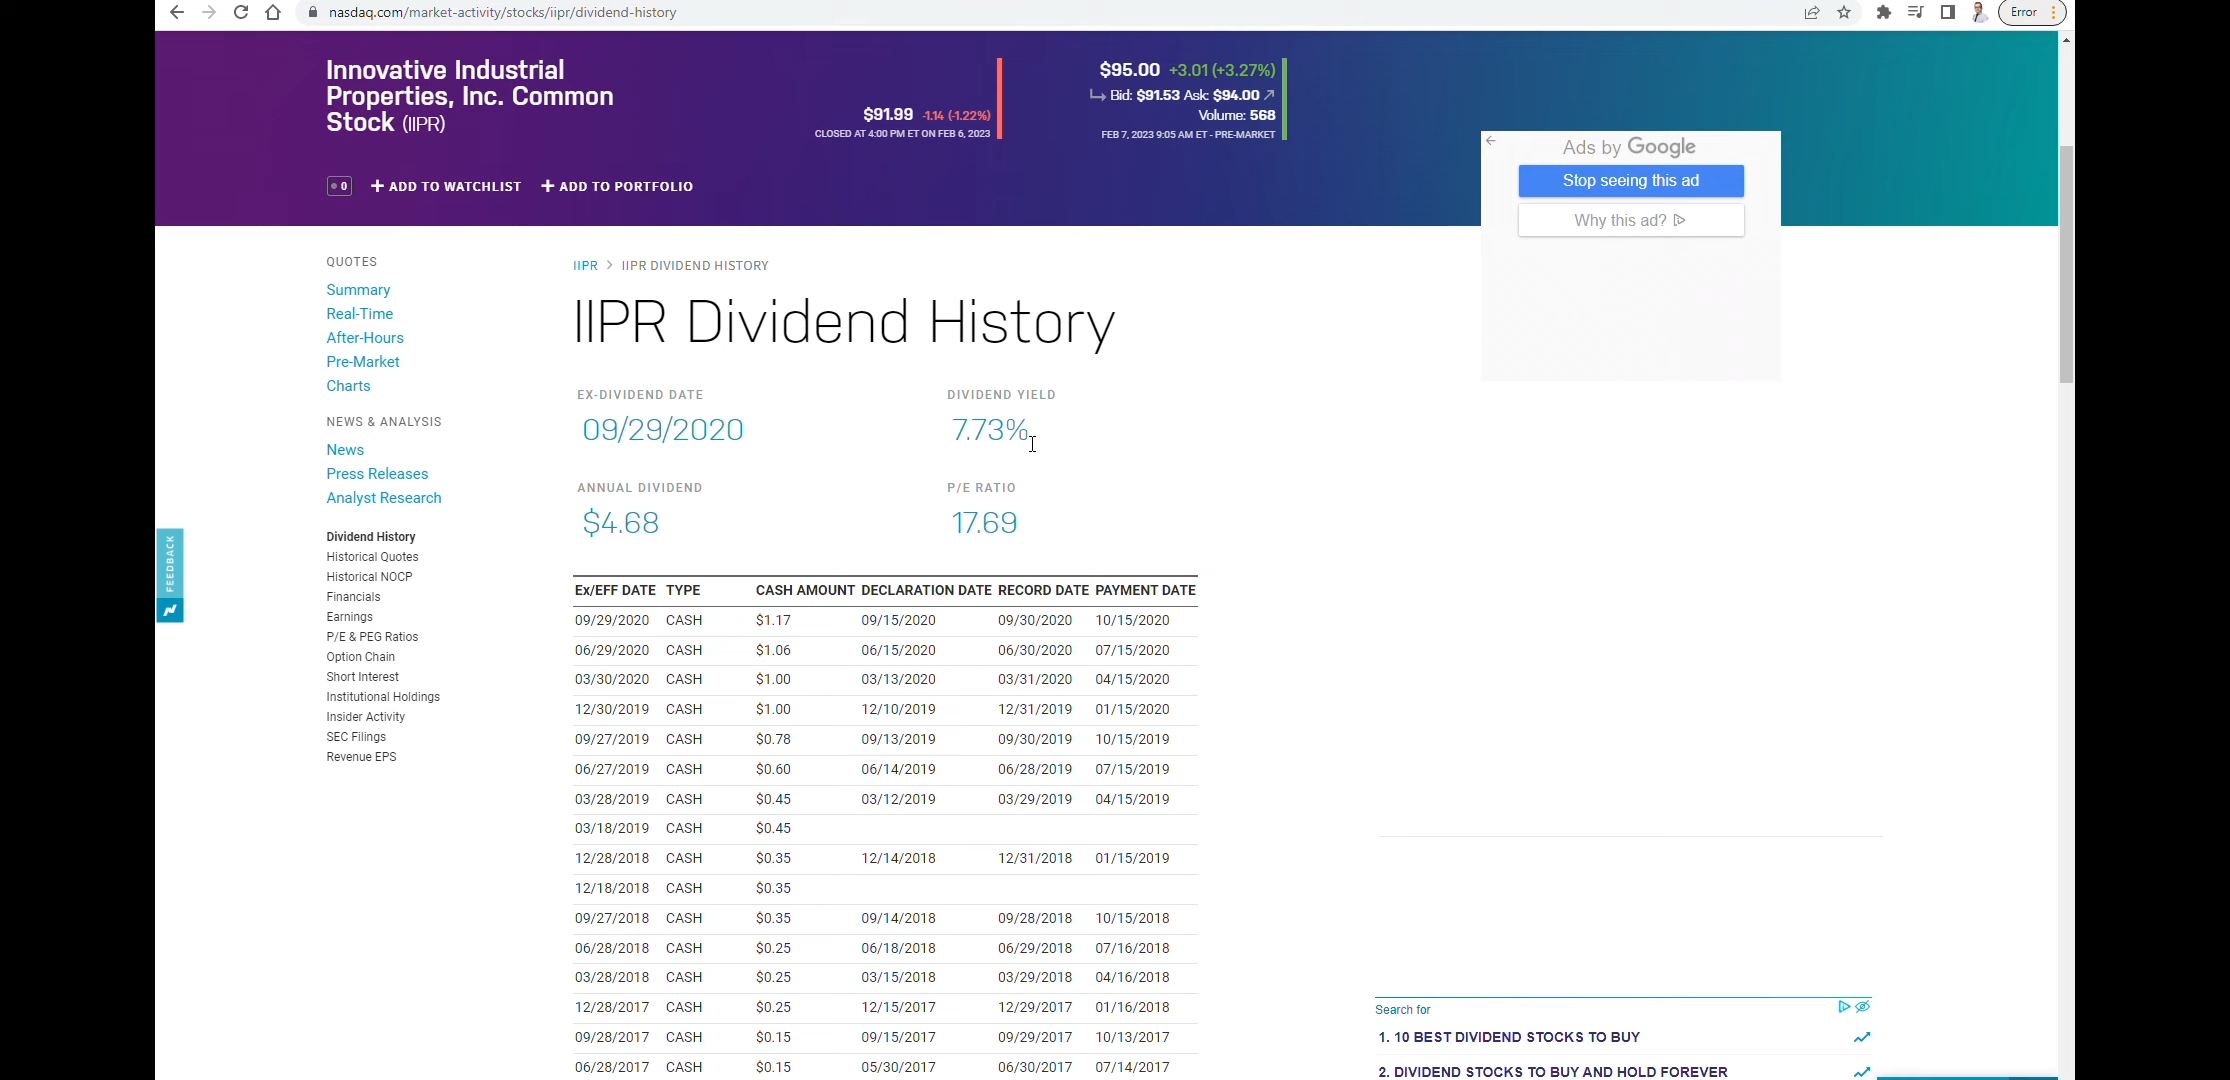 nasdaq.com/market-activity/stocks/iipr/dividend-history
Error
Innovative Industrial
Properties, Inc. Common
Stock (IIPR)
$91.99 -1.14 (-1.22%)
CLOSED AT 4:00 PM ET ON FEB 6, 2023
$95.00 +3.01 (+3.27%)
Bid: $91.53 Ask: $94.00
Volume: 568
FEB 7, 2023 9:05 AM ET - PRE-MARKET
0
+ ADD TO WATCHLIST + ADD TO PORTFOLIO
Ads by Google
Stop seeing this ad
Why this ad?
QUOTES
Summary
Real-Time
After-Hours
Pre-Market
Charts
NEWS & ANALYSIS
News
Press Releases
Analyst Research
Dividend History
Historical Quotes
Historical NOCP
Financials
Earnings
P/E & PEG Ratios
Option Chain
Short Interest
Institutional Holdings
Insider Activity
SEC Filings
Revenue EPS
FEEDBACK
IIPR > IIPR DIVIDEND HISTORY
IIPR Dividend History
EX-DIVIDEND DATE
09/29/2020
DIVIDEND YIELD
7.73%
ANNUAL DIVIDEND
$4.68
P/E RATIO
17.69
Ex/EFF DATE TYPE CASH AMOUNT DECLARATION DATE RECORD DATE PAYMENT DATE
09/29/2020 CASH $1.17 09/15/2020 09/30/2020 10/15/2020
06/29/2020 CASH $1.06 06/15/2020 06/30/2020 07/15/2020
03/30/2020 CASH $1.00 03/13/2020 03/31/2020 04/15/2020
12/30/2019 CASH $1.00 12/10/2019 12/31/2019 01/15/2020
09/27/2019 CASH $0.78 09/13/2019 09/30/2019 10/15/2019
06/27/2019 CASH $0.60 06/14/2019 06/28/2019 07/15/2019
03/28/2019 CASH $0.45 03/12/2019 03/29/2019 04/15/2019
03/18/2019 CASH $0.45
12/28/2018 CASH $0.35 12/14/2018 12/31/2018 01/15/2019
12/18/2018 CASH $0.35
09/27/2018 CASH $0.35 09/14/2018 09/28/2018 10/15/2018
06/28/2018 CASH $0.25 06/18/2018 06/29/2018 07/16/2018
03/28/2018 CASH $0.25 03/15/2018 03/29/2018 04/16/2018
12/28/2017 CASH $0.25 12/15/2017 12/29/2017 01/16/2018
09/28/2017 CASH $0.15 09/15/2017 09/29/2017 10/13/2017
06/28/2017 CASH $0.15 05/30/2017 06/30/2017 07/14/2017
Search for
1. 10 BEST DIVIDEND STOCKS TO BUY
2. DIVIDEND STOCKS TO BUY AND HOLD FOREVER